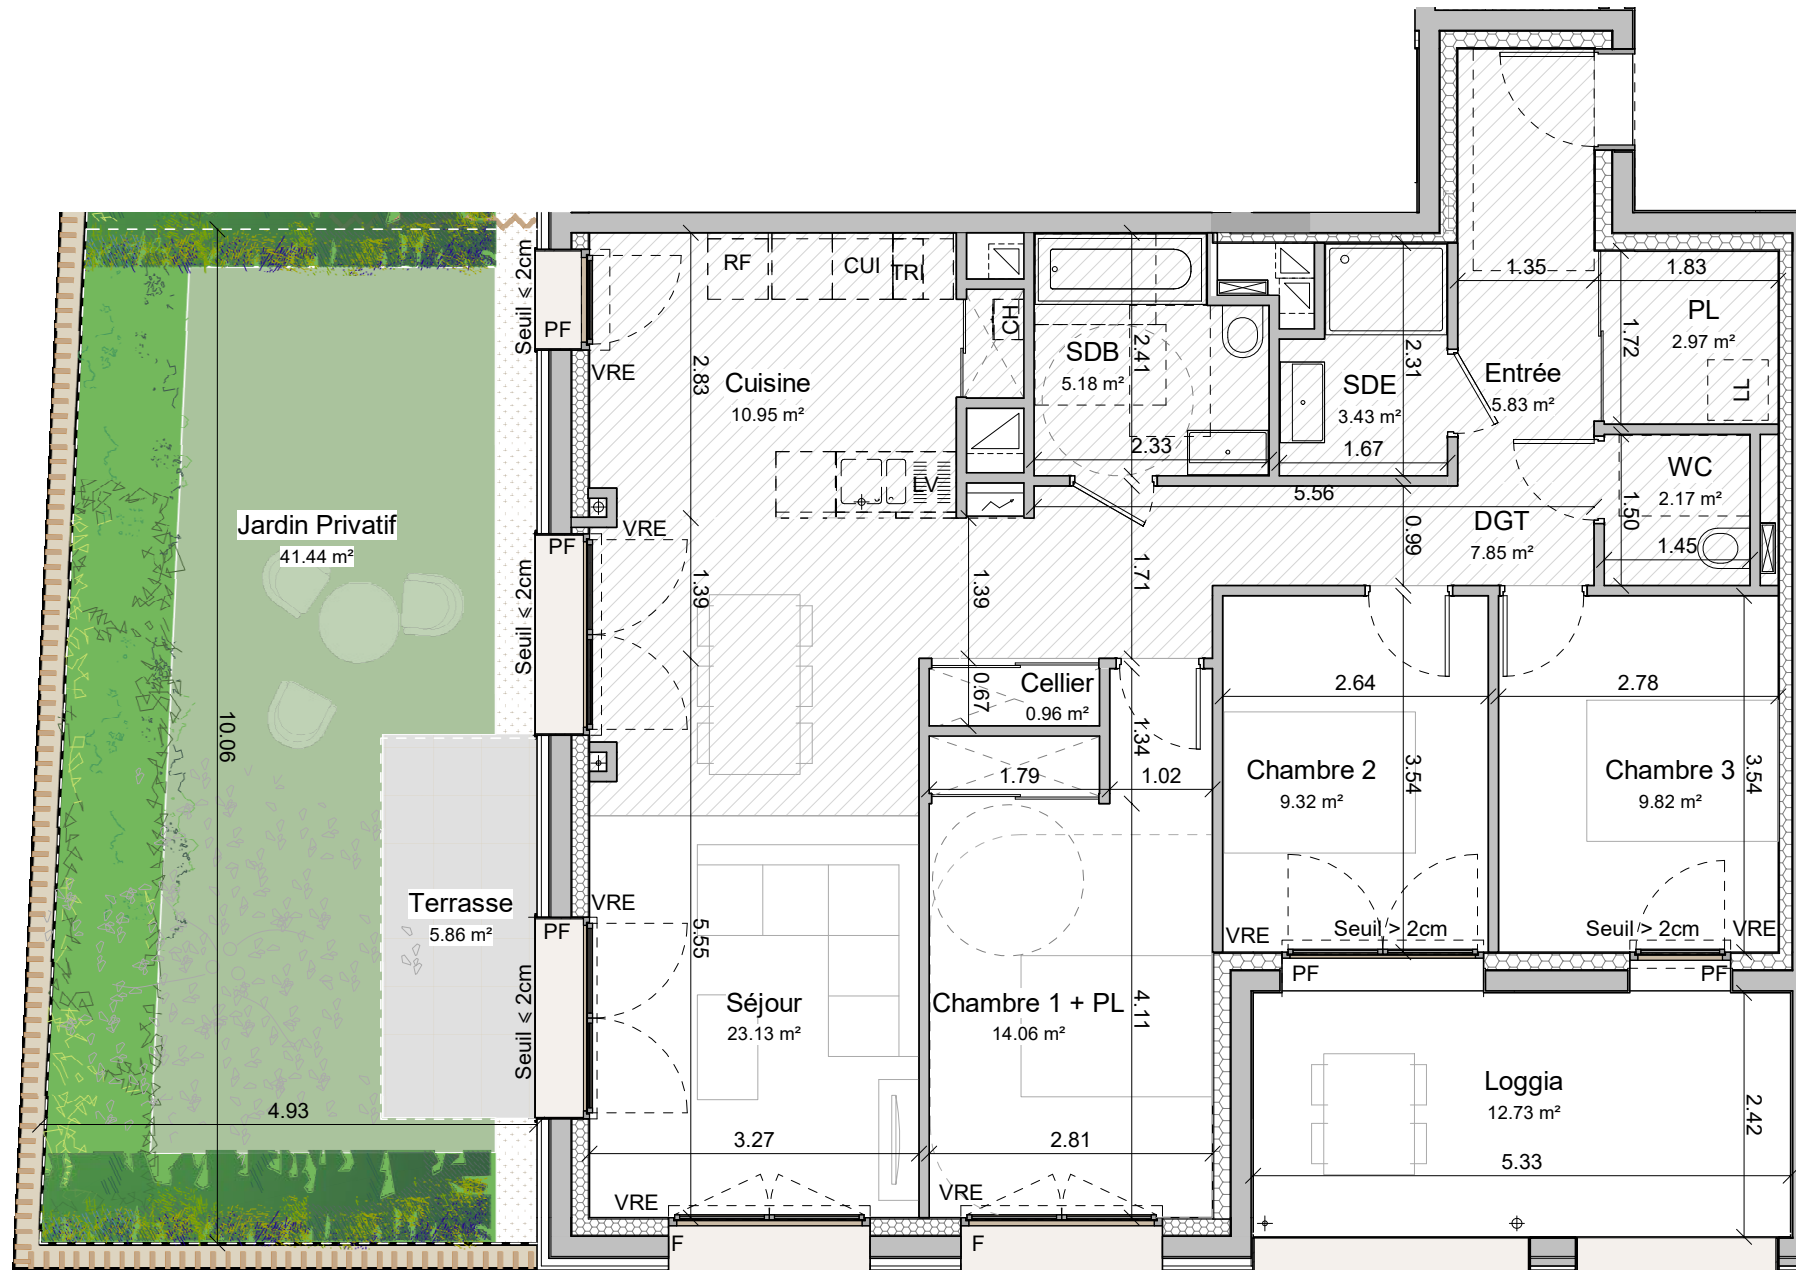 RF
CUI
TRI
CH
LV
Cuisine
10.95 m²
2.83
SDB
5.18 m²
2.41
2.33
SDE
3.43 m²
2.31
1.67
Entrée
5.83 m²
1.35
1.83
PL
2.97 m²
1.72
LL
WC
2.17 m²
1.50
1.45
5.56
DGT
7.85 m²
0.99
1.71
1.39
1.39
Seuil ≤ 2cm
PF
VRE
VRE
PF
Seuil ≤ 2cm
Jardin Privatif
41.44 m²
10.06
4.93
Terrasse
5.86 m²
VRE
PF
Seuil ≤ 2cm
Cellier
0.96 m²
0.67
1.79
1.34
1.02
Séjour
23.13 m²
5.55
3.27
VRE
F
Chambre 1 + PL
14.06 m²
4.11
2.81
VRE
F
Chambre 2
9.32 m²
2.64
3.54
VRE
Seuil > 2cm
PF
Chambre 3
9.82 m²
2.78
3.54
Seuil > 2cm
VRE
PF
Loggia
12.73 m²
2.42
5.33